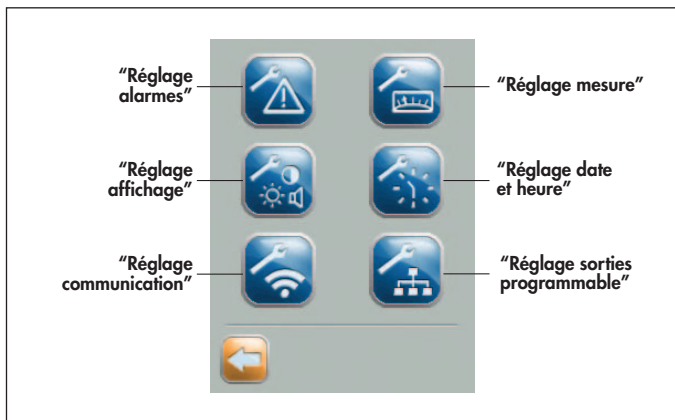 “Réglage
alarmes”
“Réglage mesure”
“Réglage
affichage”
“Réglage date
et heure”
“Réglage
communication”
“Réglage sorties
programmable”